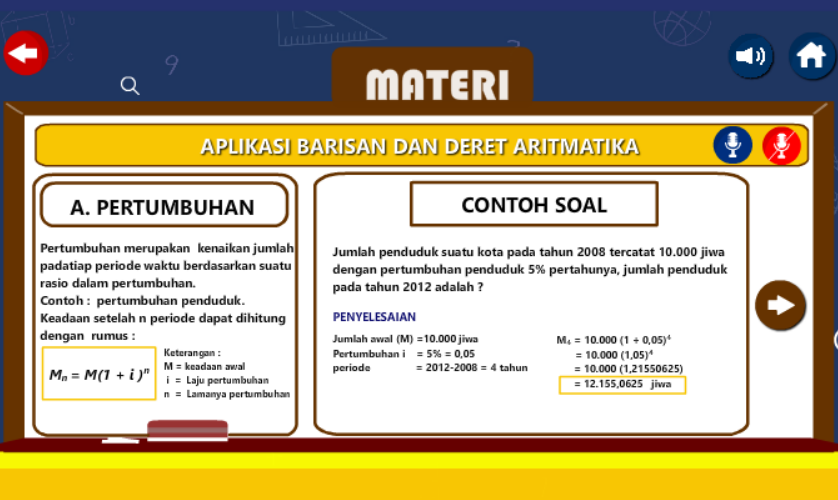 MATERI
APLIKASI BARISAN DAN DERET ARITMATIKA
A. PERTUMBUHAN
Pertumbuhan merupakan kenaikan jumlah
padatiap periode waktu berdasarkan suatu
rasio dalam pertumbuhan.
Contoh : pertumbuhan penduduk.
Keadaan setelah n periode dapat dihitung
dengan rumus :
Mₙ = M(1 + i)ⁿ
Keterangan :
M = keadaan awal
i = Laju pertumbuhan
n = Lamanya pertumbuhan
CONTOH SOAL
Jumlah penduduk suatu kota pada tahun 2008 tercatat 10.000 jiwa
dengan pertumbuhan penduduk 5% pertahunya, jumlah penduduk
pada tahun 2012 adalah ?
PENYELESAIAN
Jumlah awal (M) =10.000 jiwa
Pertumbuhan i = 5% = 0,05
periode = 2012-2008 = 4 tahun
M₄ = 10.000 (1 + 0,05)⁴
= 10.000 (1,05)⁴
= 10.000 (1,21550625)
= 12.155,0625 jiwa